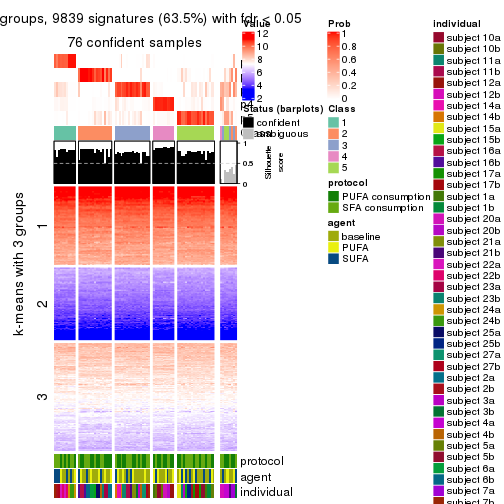 groups, 9839 signatures (63.5%) with fdr < 0.05
76 confident samples
k-means with 3 groups
1
2
3
p4
1
0.5
0
Silhouette
score
protocol
agent
individual
Value
12
10
8
6
4
2
Status (barplots)
confident
ambiguous
Prob
1
0.8
0.6
0.4
0.2
0
Class
1
2
3
4
5
protocol
PUFA consumption
SFA consumption
agent
baseline
PUFA
SUFA
individual
subject 10a
subject 10b
subject 11a
subject 11b
subject 12a
subject 12b
subject 14a
subject 14b
subject 15a
subject 15b
subject 16a
subject 16b
subject 17a
subject 17b
subject 1a
subject 1b
subject 20a
subject 20b
subject 21a
subject 21b
subject 22a
subject 22b
subject 23a
subject 23b
subject 24a
subject 24b
subject 25a
subject 25b
subject 27a
subject 27b
subject 2a
subject 2b
subject 3a
subject 3b
subject 4a
subject 4b
subject 5a
subject 5b
subject 6a
subject 6b
subject 7a
subject 7b